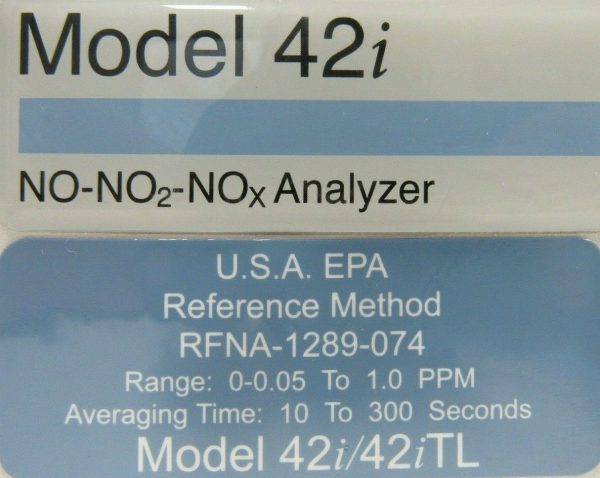 Model 42i
NO-NO₂-NOx Analyzer
U.S.A. EPA
Reference Method
RFNA-1289-074
Range: 0-0.05 To 1.0 PPM
Averaging Time: 10 To 300 Seconds
Model 42i/42iTL